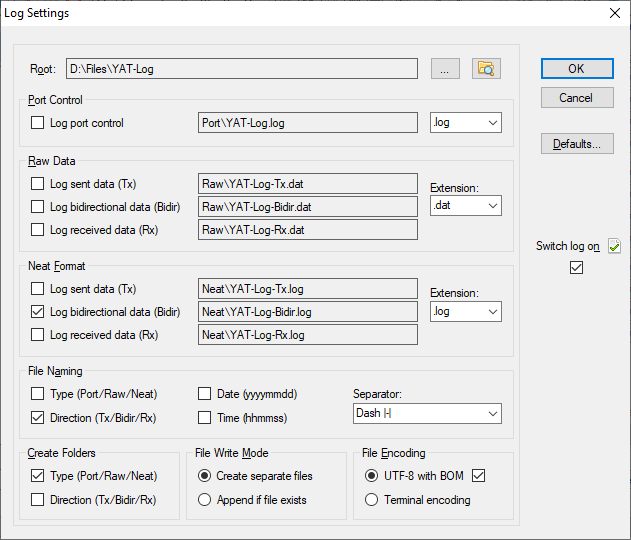 Log Settings
Root: D:\Files\YAT-Log ...
OK
Cancel
Defaults...
Port Control
Log port control Port\YAT-Log.log .log
Raw Data
Log sent data (Tx) Raw\YAT-Log-Tx.dat Extension:
Log bidirectional data (Bidir) Raw\YAT-Log-Bidir.dat .dat
Log received data (Rx) Raw\YAT-Log-Rx.dat
Switch log on
Neat Format
Log sent data (Tx) Neat\YAT-Log-Tx.log Extension:
Log bidirectional data (Bidir) Neat\YAT-Log-Bidir.log .log
Log received data (Rx) Neat\YAT-Log-Rx.log
File Naming
Type (Port/Raw/Neat) Date (yyyymmdd) Separator:
Direction (Tx/Bidir/Rx) Time (hhmmss) Dash |-|
Create Folders File Write Mode File Encoding
Type (Port/Raw/Neat) Create separate files UTF-8 with BOM
Direction (Tx/Bidir/Rx) Append if file exists Terminal encoding